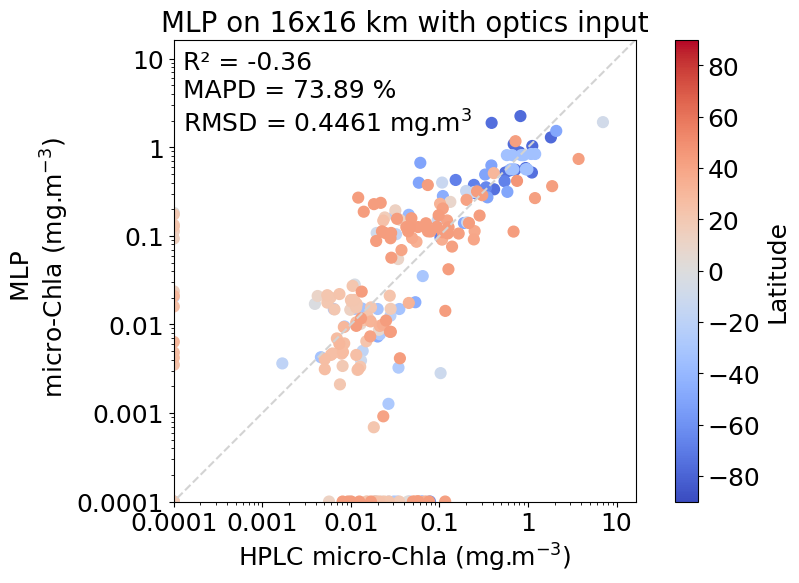 MLP on 16x16 km with optics input
R² = -0.36
MAPD = 73.89 %
RMSD = 0.4461 mg.m³
10
1
0.1
0.01
0.001
0.0001
MLP
micro-Chla (mg.m⁻³)
0.0001 0.001 0.01 0.1 1 10
HPLC micro-Chla (mg.m⁻³)
80
60
40
20
0
−20
−40
−60
−80
Latitude